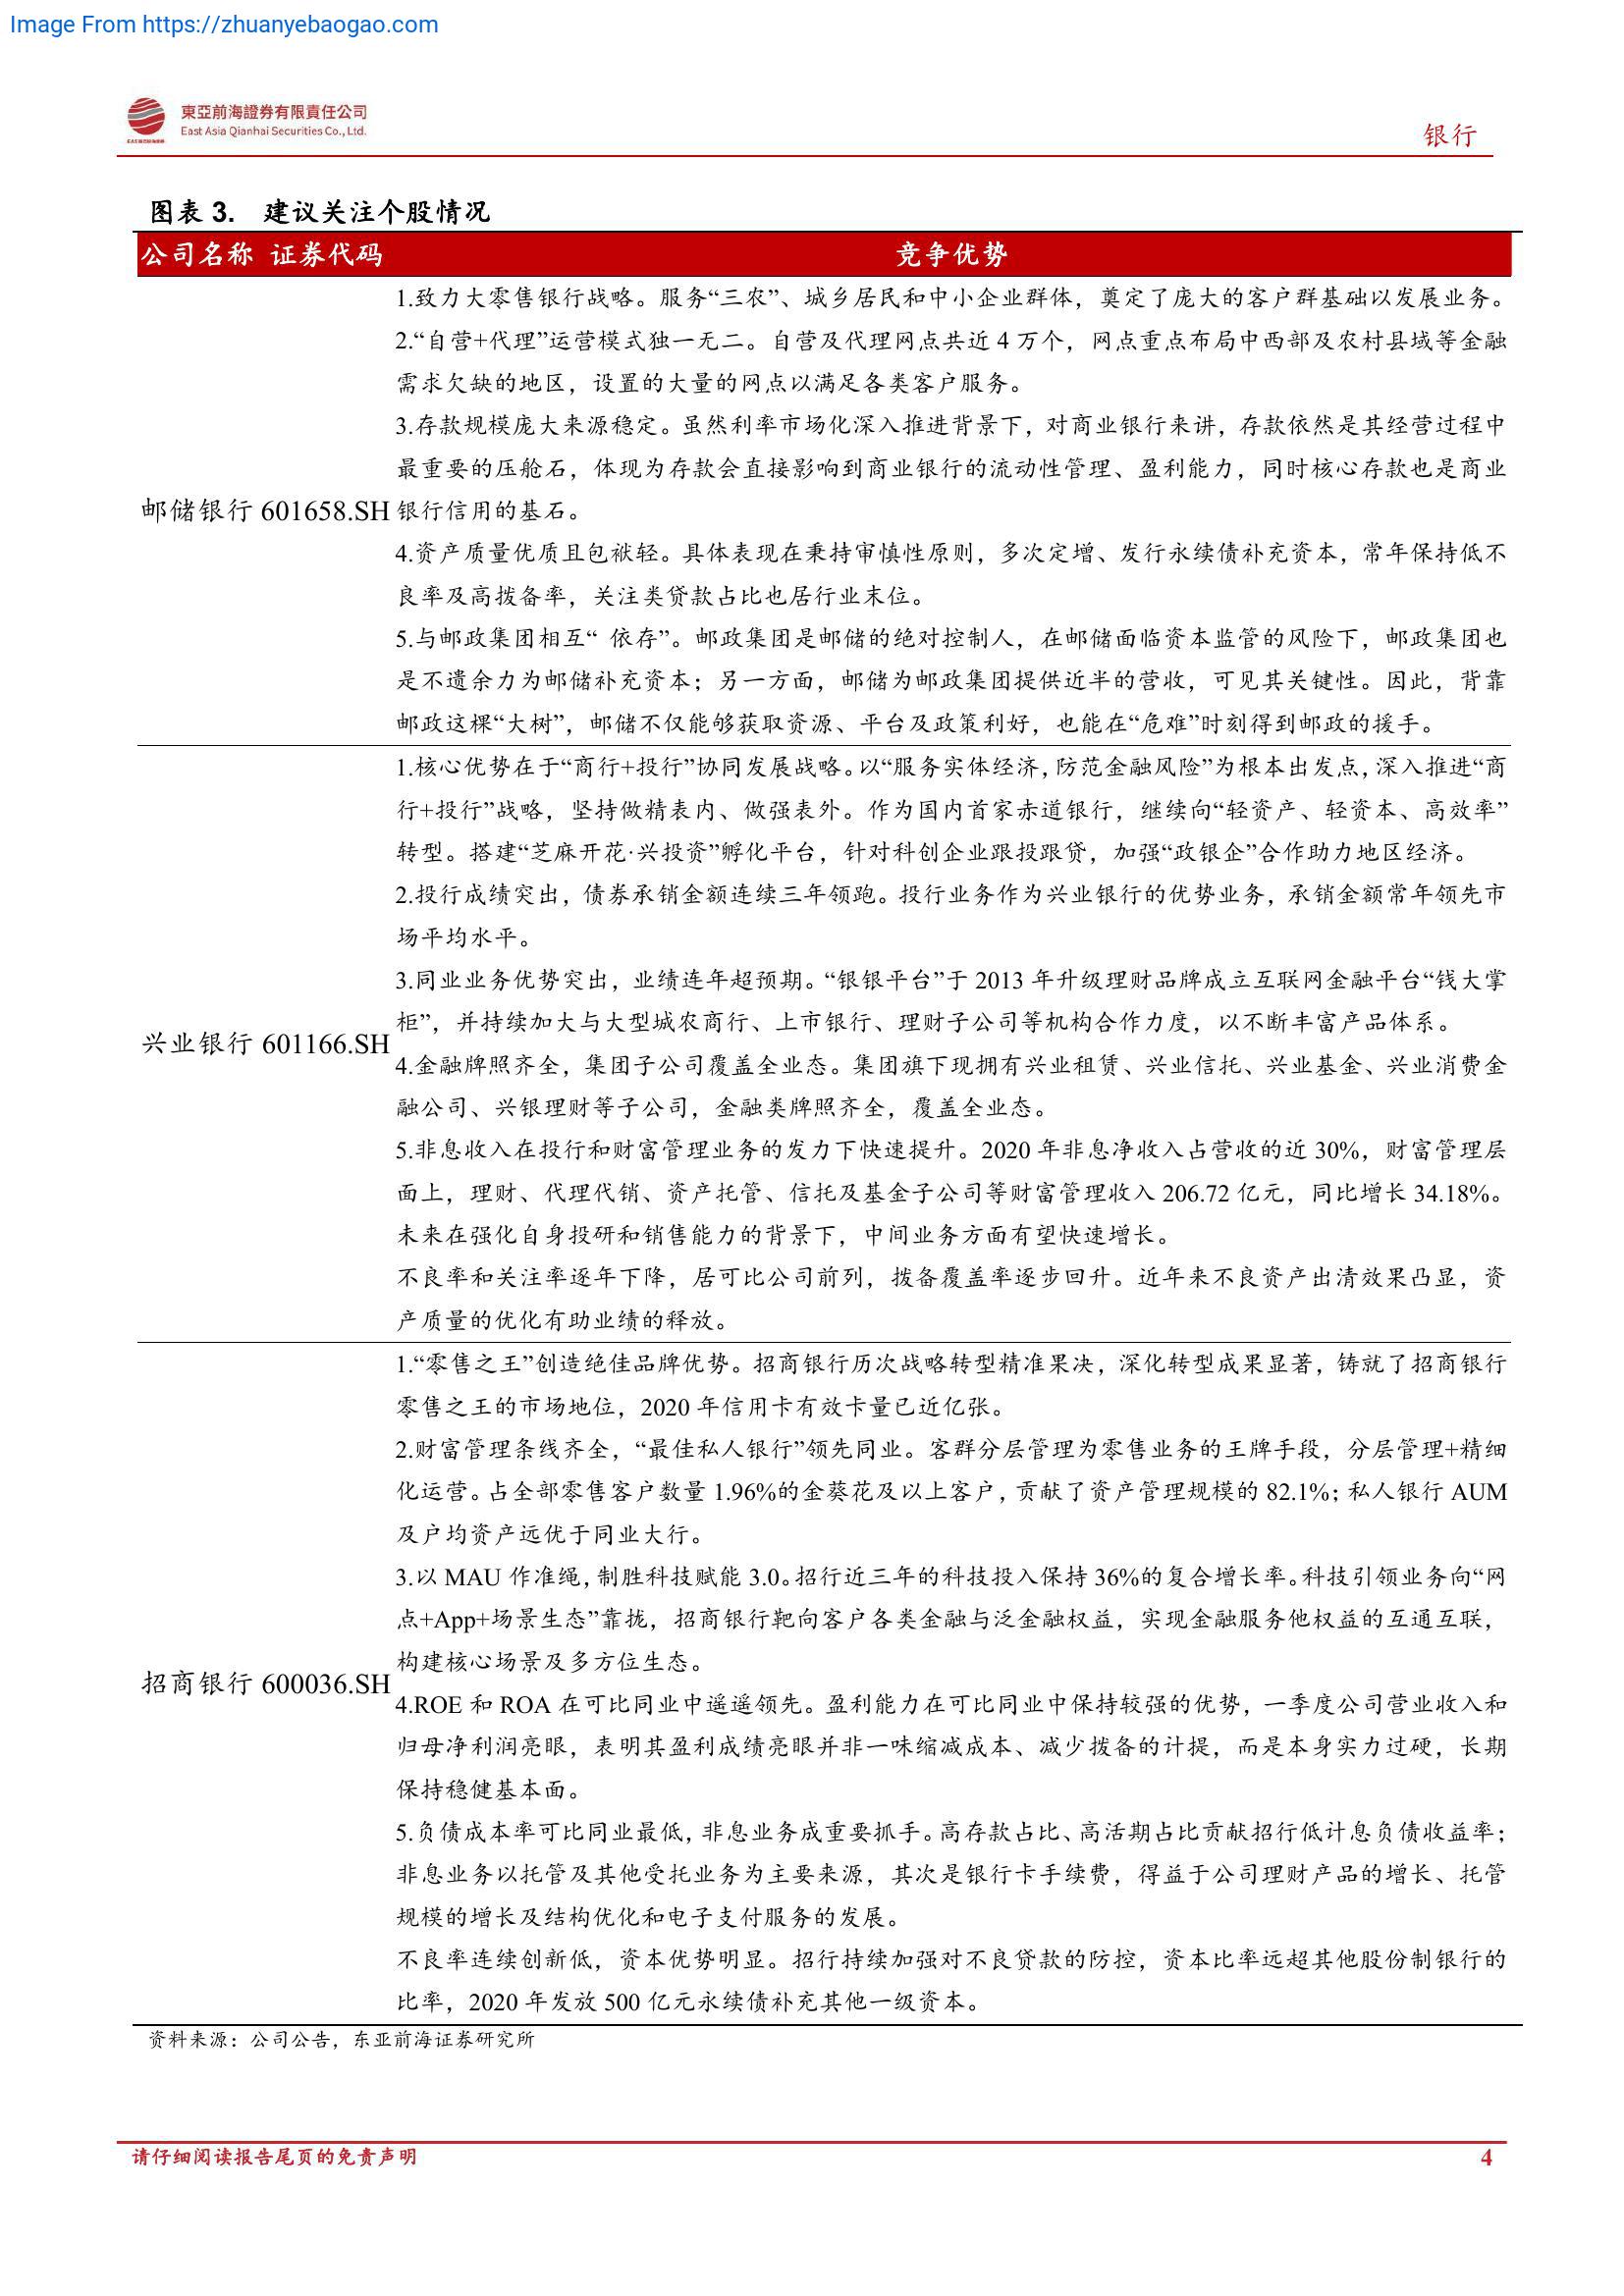 Image From https://zhuanyebaogao.com
東亞前海證券有限責任公司
East Asia Qianhai Securities Co., Ltd.
银行
图表 3. 建议关注个股情况
公司名称 证券代码 竞争优势
1.致力大零售银行战略。服务“三农”、城乡居民和中小企业群体，奠定了庞大的客户群基础以发展业务。
2.“自营+代理”运营模式独一无二。自营及代理网点共近 4 万个，网点重点布局中西部及农村县域等金融
需求欠缺的地区，设置的大量的网点以满足各类客户服务。
3.存款规模庞大来源稳定。虽然利率市场化深入推进背景下，对商业银行来讲，存款依然是其经营过程中
最重要的压舱石，体现为存款会直接影响到商业银行的流动性管理、盈利能力，同时核心存款也是商业
邮储银行 601658.SH 银行信用的基石。
4.资产质量优质且包袱轻。具体表现在秉持审慎性原则，多次定增、发行永续债补充资本，常年保持低不
良率及高拨备率，关注类贷款占比也居行业末位。
5.与邮政集团相互“ 依存”。邮政集团是邮储的绝对控制人，在邮储面临资本监管的风险下，邮政集团也
是不遗余力为邮储补充资本；另一方面，邮储为邮政集团提供近半的营收，可见其关键性。因此，背靠
邮政这棵“大树”，邮储不仅能够获取资源、平台及政策利好，也能在“危难”时刻得到邮政的援手。
1.核心优势在于“商行+投行”协同发展战略。以“服务实体经济，防范金融风险”为根本出发点，深入推进“商
行+投行”战略，坚持做精表内、做强表外。作为国内首家赤道银行，继续向“轻资产、轻资本、高效率”
转型。搭建“芝麻开花·兴投资”孵化平台，针对科创企业跟投跟贷，加强“政银企”合作助力地区经济。
2.投行成绩突出，债券承销金额连续三年领跑。投行业务作为兴业银行的优势业务，承销金额常年领先市
场平均水平。
3.同业业务优势突出，业绩连年超预期。“银银平台”于 2013 年升级理财品牌成立互联网金融平台“钱大掌
柜”，并持续加大与大型城农商行、上市银行、理财子公司等机构合作力度，以不断丰富产品体系。
兴业银行 601166.SH
4.金融牌照齐全，集团子公司覆盖全业态。集团旗下现拥有兴业租赁、兴业信托、兴业基金、兴业消费金
融公司、兴银理财等子公司，金融类牌照齐全，覆盖全业态。
5.非息收入在投行和财富管理业务的发力下快速提升。2020 年非息净收入占营收的近 30%，财富管理层
面上，理财、代理代销、资产托管、信托及基金子公司等财富管理收入 206.72 亿元，同比增长 34.18%。
未来在强化自身投研和销售能力的背景下，中间业务方面有望快速增长。
不良率和关注率逐年下降，居可比公司前列，拨备覆盖率逐步回升。近年来不良资产出清效果凸显，资
产质量的优化有助业绩的释放。
1.“零售之王”创造绝佳品牌优势。招商银行历次战略转型精准果决，深化转型成果显著，铸就了招商银行
零售之王的市场地位，2020 年信用卡有效卡量已近亿张。
2.财富管理条线齐全，“最佳私人银行”领先同业。客群分层管理为零售业务的王牌手段，分层管理+精细
化运营。占全部零售客户数量 1.96%的金葵花及以上客户，贡献了资产管理规模的 82.1%；私人银行 AUM
及户均资产远优于同业大行。
3.以 MAU 作准绳，制胜科技赋能 3.0。招行近三年的科技投入保持 36%的复合增长率。科技引领业务向“网
点+App+场景生态”靠拢，招商银行靶向客户各类金融与泛金融权益，实现金融服务他权益的互通互联，
构建核心场景及多方位生态。
招商银行 600036.SH
4.ROE 和 ROA 在可比同业中遥遥领先。盈利能力在可比同业中保持较强的优势，一季度公司营业收入和
归母净利润亮眼，表明其盈利成绩亮眼并非一味缩减成本、减少拨备的计提，而是本身实力过硬，长期
保持稳健基本面。
5.负债成本率可比同业最低，非息业务成重要抓手。高存款占比、高活期占比贡献招行低计息负债收益率；
非息业务以托管及其他受托业务为主要来源，其次是银行卡手续费，得益于公司理财产品的增长、托管
规模的增长及结构优化和电子支付服务的发展。
不良率连续创新低，资本优势明显。招行持续加强对不良贷款的防控，资本比率远超其他股份制银行的
比率，2020 年发放 500 亿元永续债补充其他一级资本。
资料来源：公司公告，东亚前海证券研究所
请仔细阅读报告尾页的免责声明 4